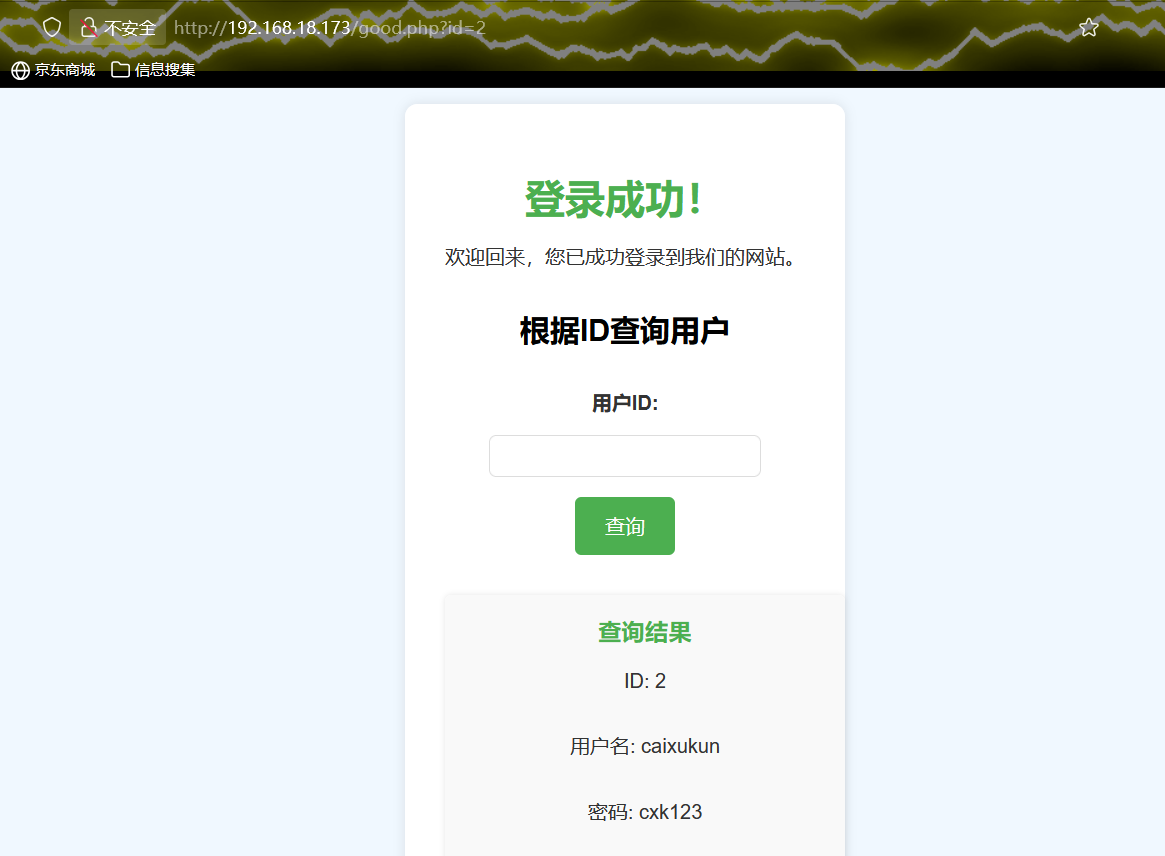 不安全 http://192.168.18.173/good.php?id=2
京东商城 信息搜集
登录成功！
欢迎回来，您已成功登录到我们的网站。
根据ID查询用户
用户ID:
查询
查询结果
ID: 2
用户名: caixukun
密码: cxk123